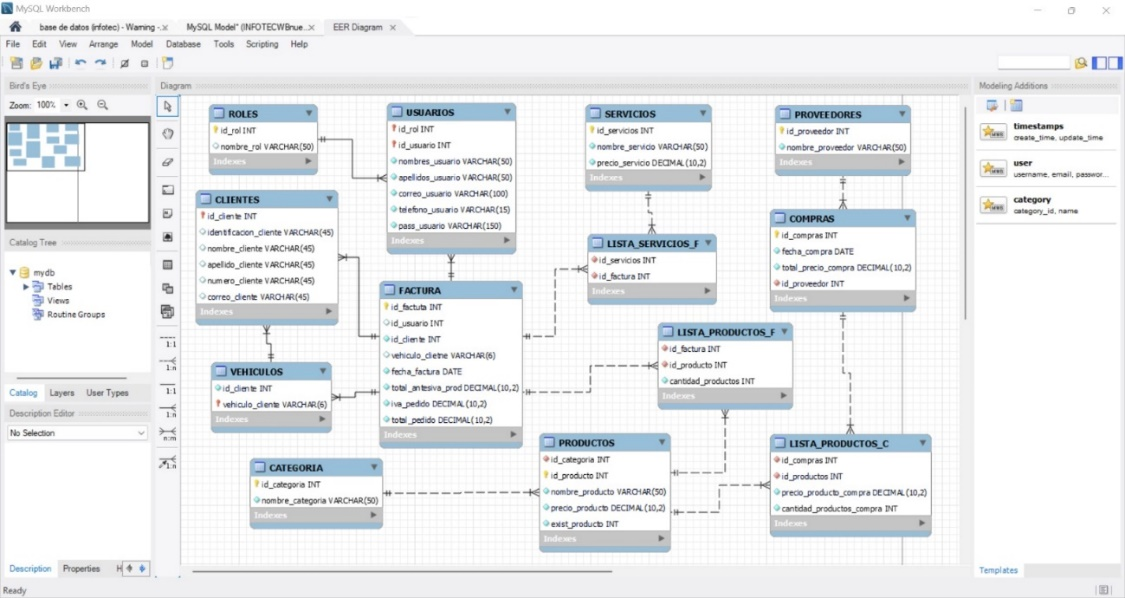 MySQL Workbench
base de datos (infotec) - Warning -...
MySQL Model* (INFOTECWBnue...
EER Diagram
File Edit View Arrange Model Database Tools Scripting Help
Bird's Eye
Zoom: 100%
Catalog Tree
mydb
Tables
Views
Routine Groups
Catalog Layers User Types
Description Editor
No Selection
Description Properties H
Ready
Diagram
1:1
1:n
1:1
1:n
n:m
1:n
ROLES
id_rol INT
nombre_rol VARCHAR(50)
Indexes
USUARIOS
id_rol INT
id_usuario INT
nombres_usuario VARCHAR(50)
apellidos_usuario VARCHAR(50)
correo_usuario VARCHAR(100)
telefono_usuario VARCHAR(15)
pass_usuario VARCHAR(150)
Indexes
SERVICIOS
id_servicios INT
nombre_servicio VARCHAR(50)
precio_servicio DECIMAL(10,2)
Indexes
PROVEEDORES
id_proveedor INT
nombre_proveedor VARCHAR(50)
Indexes
CLIENTES
id_cliente INT
identificacion_cliente VARCHAR(45)
nombre_cliente VARCHAR(45)
apellido_cliente VARCHAR(45)
numero_cliente VARCHAR(45)
correo_cliente VARCHAR(45)
Indexes
COMPRAS
id_compras INT
fecha_compra DATE
total_precio_compra DECIMAL(10,2)
id_proveedor INT
Indexes
LISTA_SERVICIOS_F
id_servicios INT
id_factura INT
Indexes
FACTURA
id_factuta INT
id_usuario INT
id_cliente INT
vehiculo_clietne VARCHAR(6)
fecha_factura DATE
total_antesiva_prod DECIMAL(10,2)
iva_pedido DECIMAL(10,2)
total_pedido DECIMAL(10,2)
Indexes
LISTA_PRODUCTOS_F
id_factura INT
id_producto INT
cantidad_productos INT
Indexes
VEHICULOS
id_cliente INT
vehiculo_cliente VARCHAR(6)
Indexes
PRODUCTOS
id_categoria INT
id_producto INT
nombre_producto VARCHAR(50)
precio_producto DECIMAL(10,2)
exist_producto INT
Indexes
LISTA_PRODUCTOS_C
id_compras INT
id_productos INT
precio_producto_compra DECIMAL(10,2)
cantidad_productos_compra INT
Indexes
CATEGORIA
id_categoria INT
nombre_categoria VARCHAR(50)
Indexes
Modeling Additions
timestamps
create_time, update_time
user
username, email, passwor...
category
category_id, name
Templates